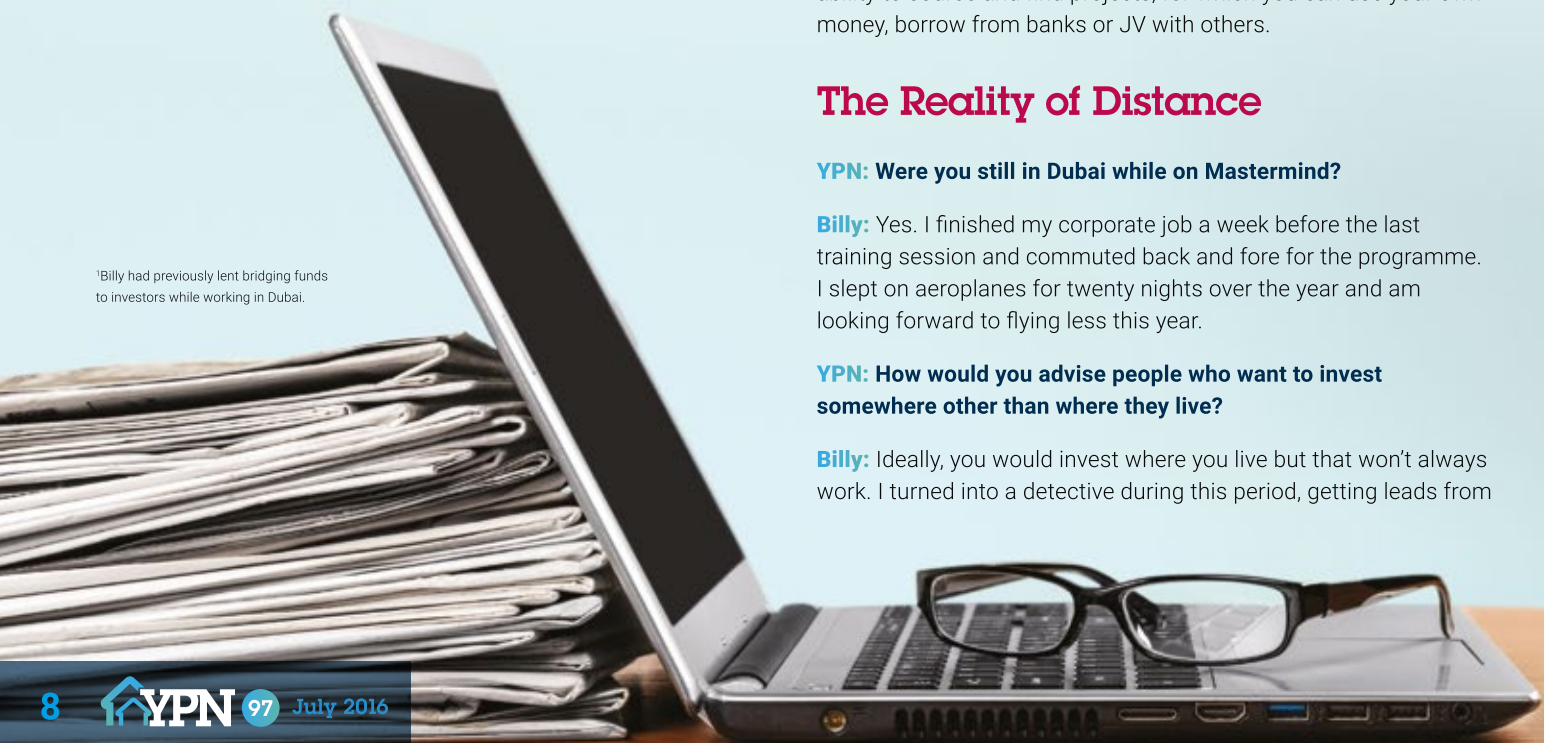 money, borrow from banks or JV with others.
The Reality of Distance
YPN: Were you still in Dubai while on Mastermind?
Billy: Yes. I finished my corporate job a week before the last
training session and commuted back and fore for the programme.
I slept on aeroplanes for twenty nights over the year and am
looking forward to flying less this year.
YPN: How would you advise people who want to invest
somewhere other than where they live?
Billy: Ideally, you would invest where you live but that won’t always
work. I turned into a detective during this period, getting leads from
¹Billy had previously lent bridging funds
to investors while working in Dubai.
8 YPN 97 July 2016